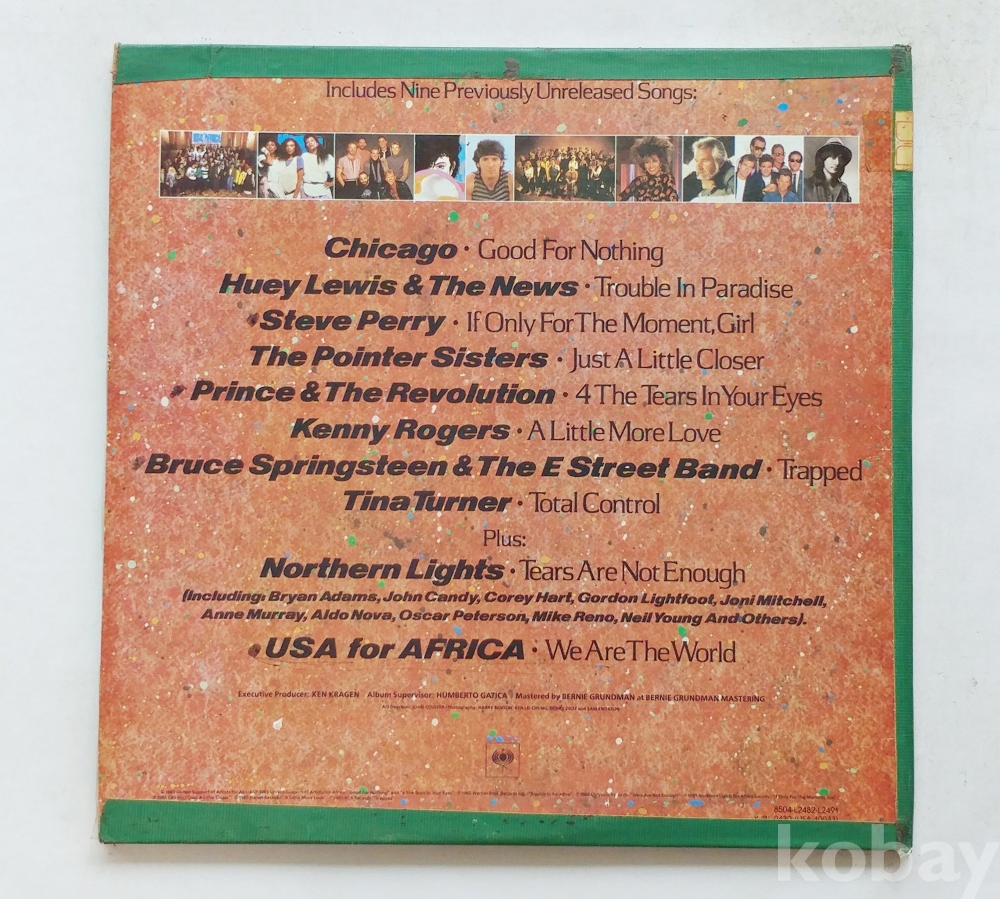 Includes Nine Previously Unreleased Songs:
Chicago · Good For Nothing
Huey Lewis & The News · Trouble In Paradise
Steve Perry · If Only For The Moment, Girl
The Pointer Sisters · Just A Little Closer
Prince & The Revolution · 4 The Tears In Your Eyes
Kenny Rogers · A Little More Love
Bruce Springsteen & The E Street Band · Trapped
Tina Turner · Total Control
Plus:
Northern Lights · Tears Are Not Enough
(Including: Bryan Adams, John Candy, Corey Hart, Gordon Lightfoot, Joni Mitchell,
Anne Murray, Aldo Nova, Oscar Peterson, Mike Reno, Neil Young And Others).
USA for AFRICA · We Are The World
Executive Producer: KEN KRAGEN Album Supervisor: HUMBERTO GATICA Mastered by BERNIE GRUNDMAN at BERNIE GRUNDMAN MASTERING
8504-L2482-L2491
kobay